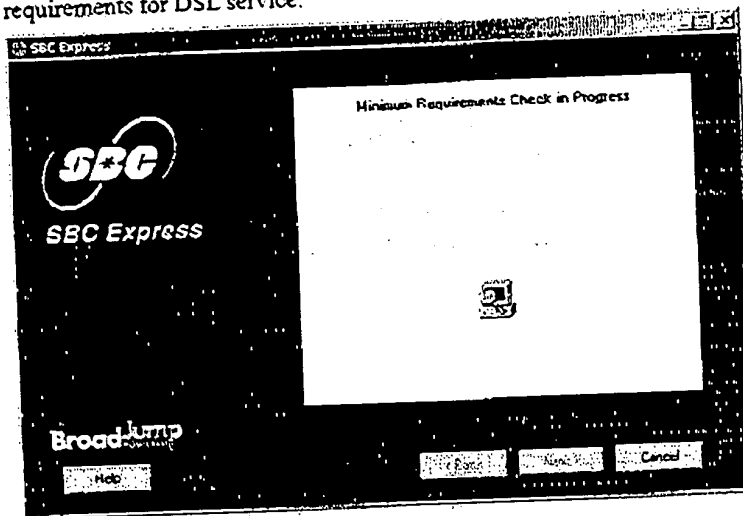 requirements for DSL service.
SBC Express
Minimum Requirements Check in Progress
SBC
SBC Express
BroadJump
Help
< Back
Next >
Cancel